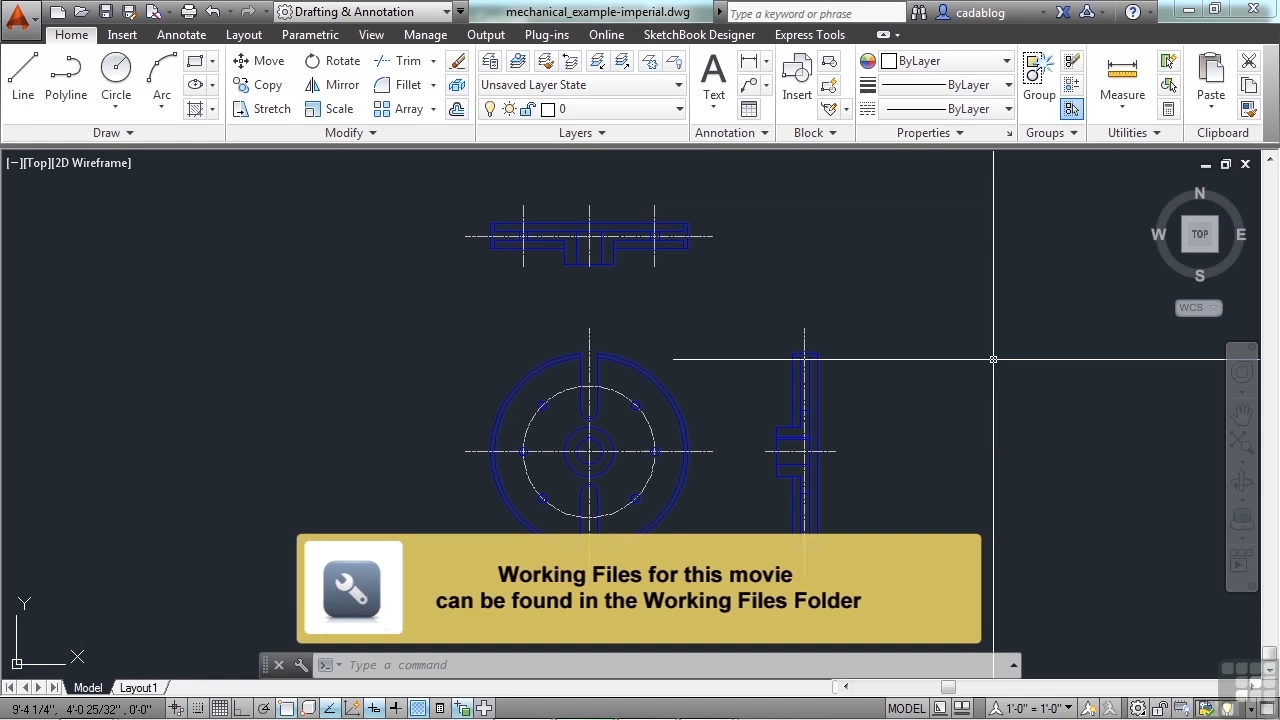 Drafting & Annotation
mechanical_example-imperial.dwg
Type a keyword or phrase
cadablog
Home Insert Annotate Layout Parametric View Manage Output Plug-ins Online SketchBook Designer Express Tools
Line
Polyline
Circle
Arc
Draw
Move
Rotate
Trim
Copy
Mirror
Fillet
Stretch
Scale
Array
Modify
Unsaved Layer State
0
Layers
Text
Annotation
Insert
Block
ByLayer
ByLayer
ByLayer
Properties
Group
Groups
Measure
Utilities
Paste
Clipboard
[−][Top][2D Wireframe]
N
W
TOP
E
S
WCS
Working Files for this movie
can be found in the Working Files Folder
Y
X
Type a command
Model
Layout1
9'-4 1/4", 4'-0 25/32", 0'-0"
MODEL
1'-0" = 1'-0"